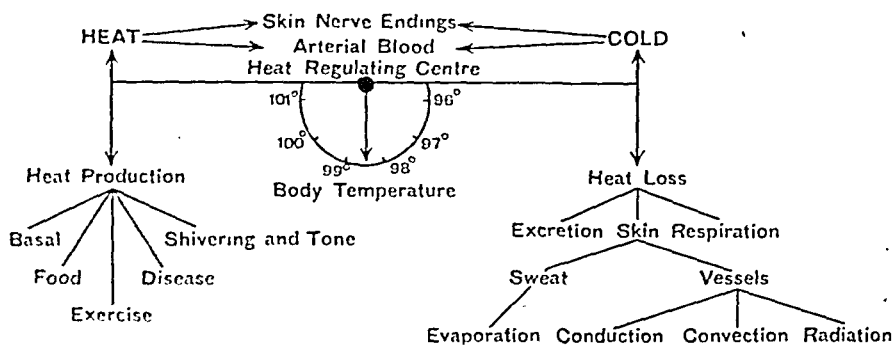 Skin Nerve Endings
HEAT
COLD
Arterial Blood
Heat Regulating Centre
101° 96°
100° 97°
99° 98°
Body Temperature
Heat Production
Heat Loss
Basal
Shivering and Tone
Food
Disease
Exercise
Excretion Skin Respiration
Sweat
Vessels
Evaporation Conduction Convection Radiation